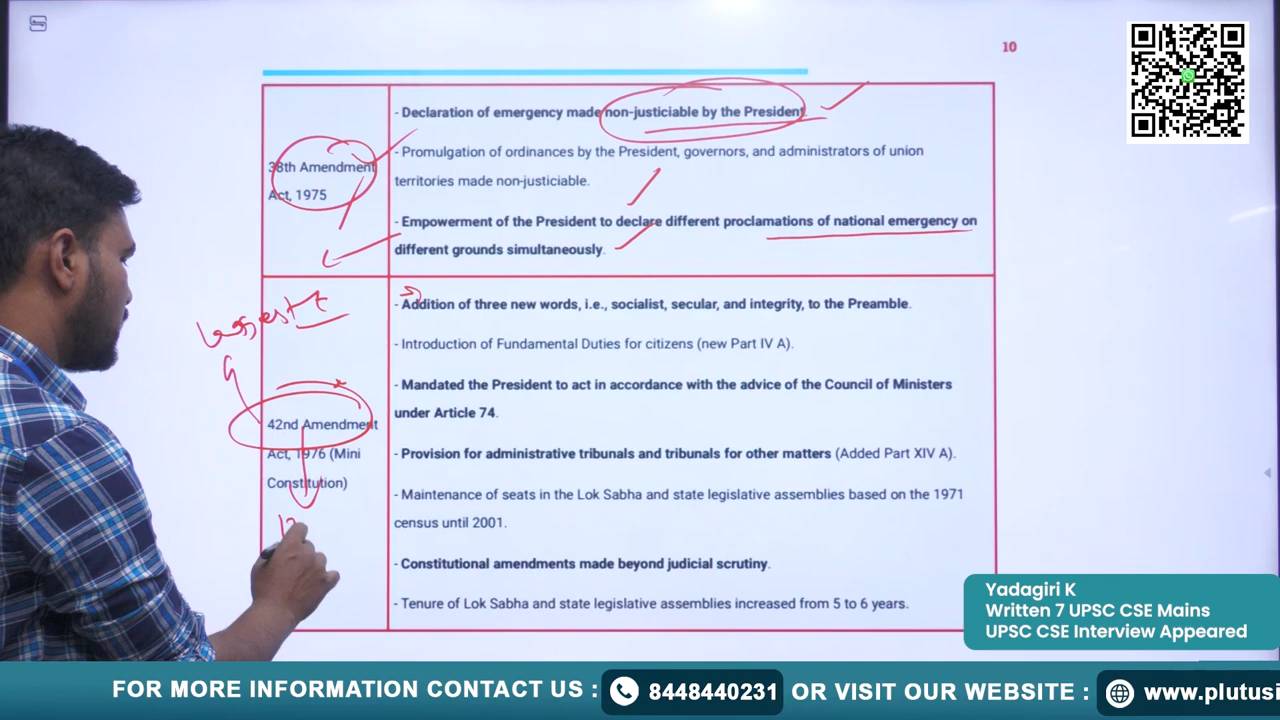 10
38th Amendment
Act, 1975
- Declaration of emergency made non-justiciable by the President.
- Promulgation of ordinances by the President, governors, and administrators of union
territories made non-justiciable.
- Empowerment of the President to declare different proclamations of national emergency on
different grounds simultaneously.
42nd Amendment
Act, 1976 (Mini
Constitution)
- Addition of three new words, i.e., socialist, secular, and integrity, to the Preamble.
- Introduction of Fundamental Duties for citizens (new Part IV A).
- Mandated the President to act in accordance with the advice of the Council of Ministers
under Article 74.
- Provision for administrative tribunals and tribunals for other matters (Added Part XIV A).
- Maintenance of seats in the Lok Sabha and state legislative assemblies based on the 1971
census until 2001.
- Constitutional amendments made beyond judicial scrutiny.
- Tenure of Lok Sabha and state legislative assemblies increased from 5 to 6 years.
Yadagiri K
Written 7 UPSC CSE Mains
UPSC CSE Interview Appeared
FOR MORE INFORMATION CONTACT US : 8448440231 OR VISIT OUR WEBSITE : www.plutusi